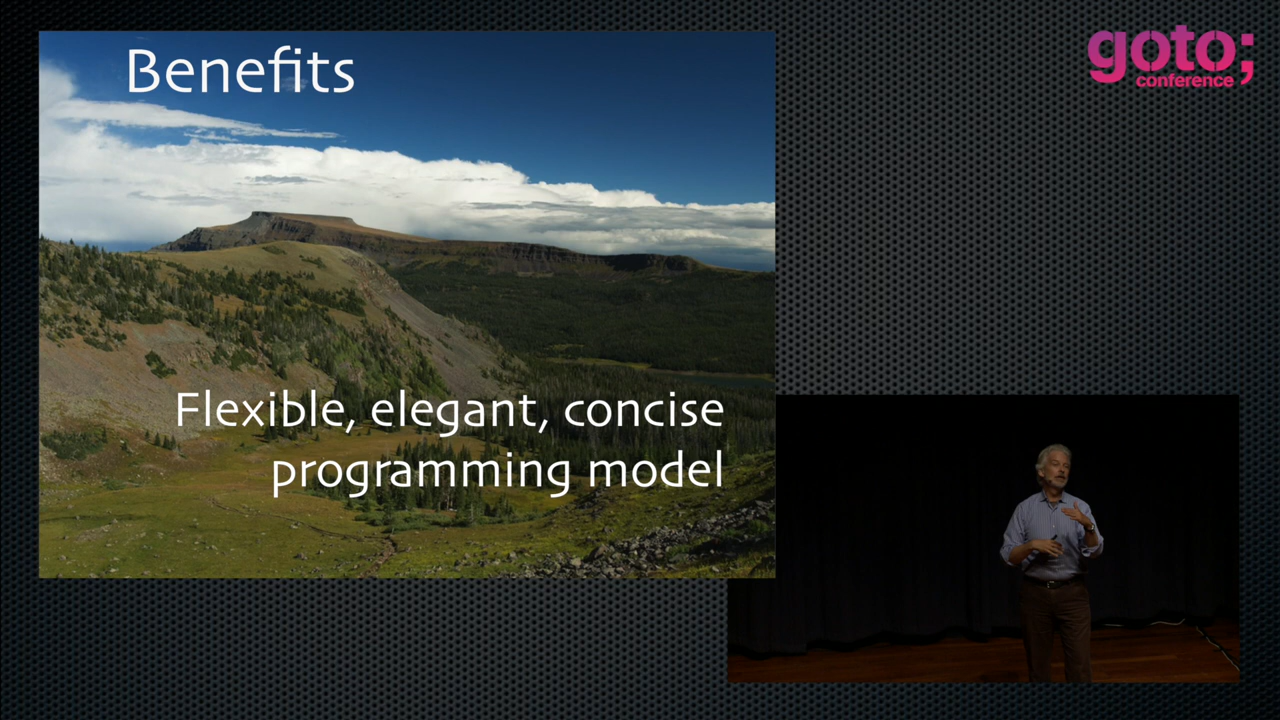 Benefits
goto;
conference
Flexible, elegant, concise
programming model